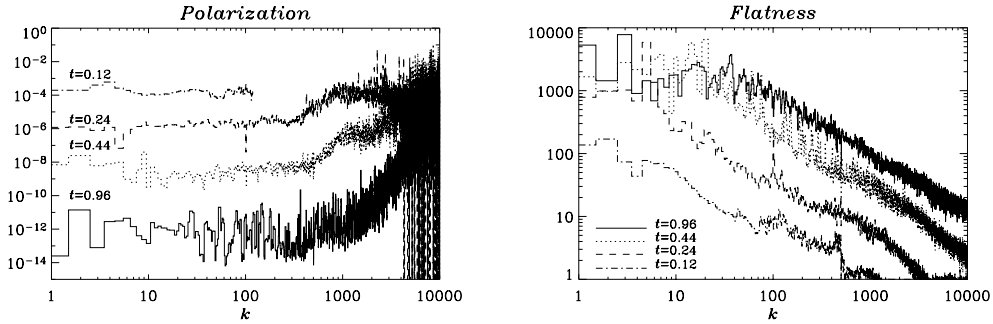 Polarization
10^0
10^-2
10^-4
10^-6
10^-8
10^-10
10^-12
10^-14
t=0.12
t=0.24
t=0.44
t=0.96
1 10 100 1000 10000
k
Flatness
10000
1000
100
10
1
t=0.96
t=0.44
t=0.24
t=0.12
1 10 100 1000 10000
k